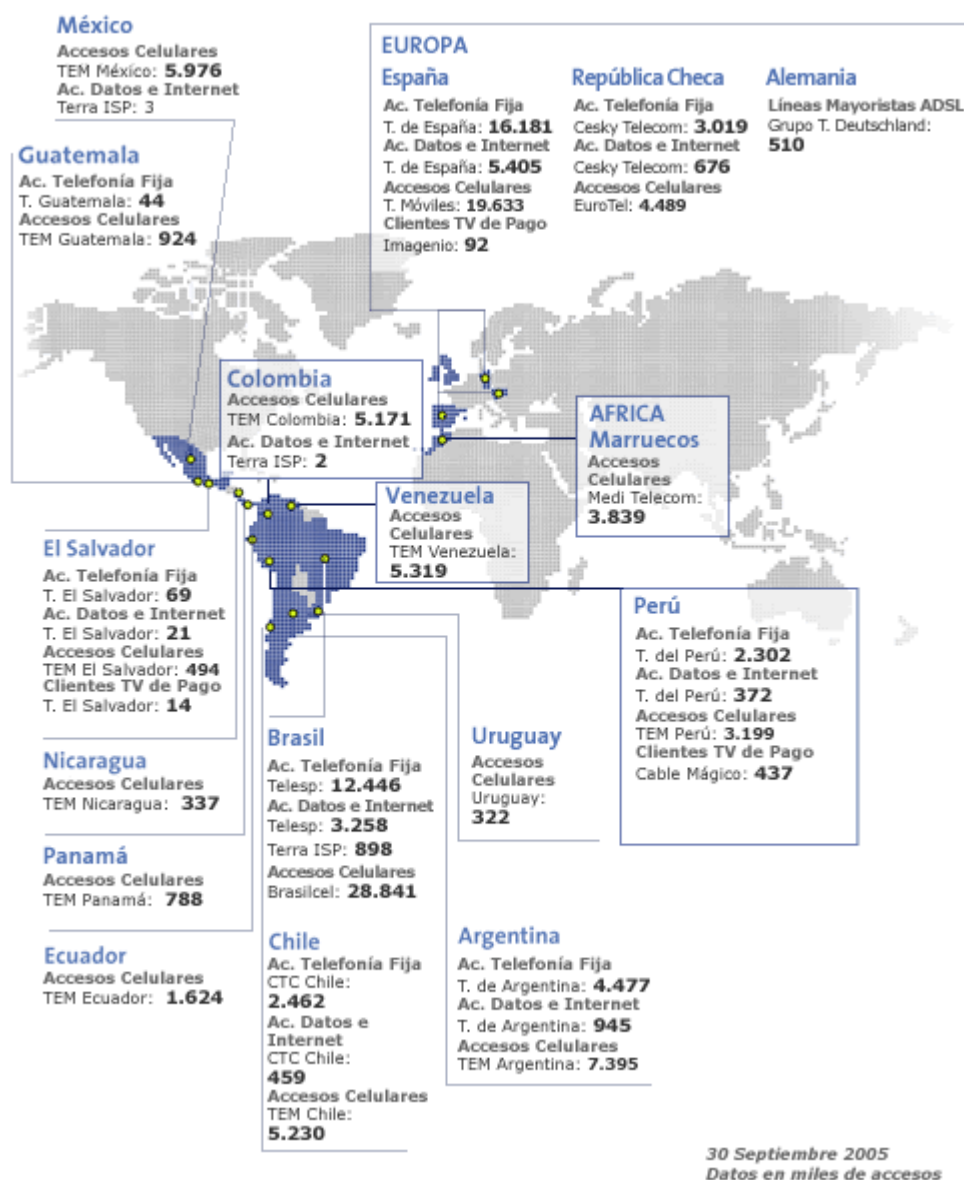 México
Accesos Celulares
TEM México: 5.976
Ac. Datos e Internet
Terra ISP: 3
Guatemala
Ac. Telefonía Fija
T. Guatemala: 44
Accesos Celulares
TEM Guatemala: 924
EUROPA
España
Ac. Telefonía Fija
T. de España: 16.181
Ac. Datos e Internet
T. de España: 5.405
Accesos Celulares
T. Móviles: 19.633
Clientes TV de Pago
Imagenio: 92
República Checa
Ac. Telefonía Fija
Cesky Telecom: 3.019
Ac. Datos e Internet
Cesky Telecom: 676
Accesos Celulares
EuroTel: 4.489
Alemania
Líneas Mayoristas ADSL
Grupo T. Deutschland:
510
Colombia
Accesos Celulares
TEM Colombia: 5.171
Ac. Datos e Internet
Terra ISP: 2
AFRICA
Marruecos
Accesos
Celulares
Medi Telecom:
3.839
Venezuela
Accesos
Celulares
TEM Venezuela:
5.319
El Salvador
Ac. Telefonía Fija
T. El Salvador: 69
Ac. Datos e Internet
T. El Salvador: 21
Accesos Celulares
TEM El Salvador: 494
Clientes TV de Pago
T. El Salvador: 14
Perú
Ac. Telefonía Fija
T. del Perú: 2.302
Ac. Datos e Internet
T. del Perú: 372
Accesos Celulares
TEM Perú: 3.199
Clientes TV de Pago
Cable Mágico: 437
Nicaragua
Accesos Celulares
TEM Nicaragua: 337
Brasil
Ac. Telefonía Fija
Telesp: 12.446
Ac. Datos e Internet
Telesp: 3.258
Terra ISP: 898
Accesos Celulares
Brasilcel: 28.841
Uruguay
Accesos
Celulares
Uruguay:
322
Panamá
Accesos Celulares
TEM Panamá: 788
Ecuador
Accesos Celulares
TEM Ecuador: 1.624
Chile
Ac. Telefonía Fija
CTC Chile:
2.462
Ac. Datos e
Internet
CTC Chile:
459
Accesos Celulares
TEM Chile:
5.230
Argentina
Ac. Telefonía Fija
T. de Argentina: 4.477
Ac. Datos e Internet
T. de Argentina: 945
Accesos Celulares
TEM Argentina: 7.395
30 Septiembre 2005
Datos en miles de accesos